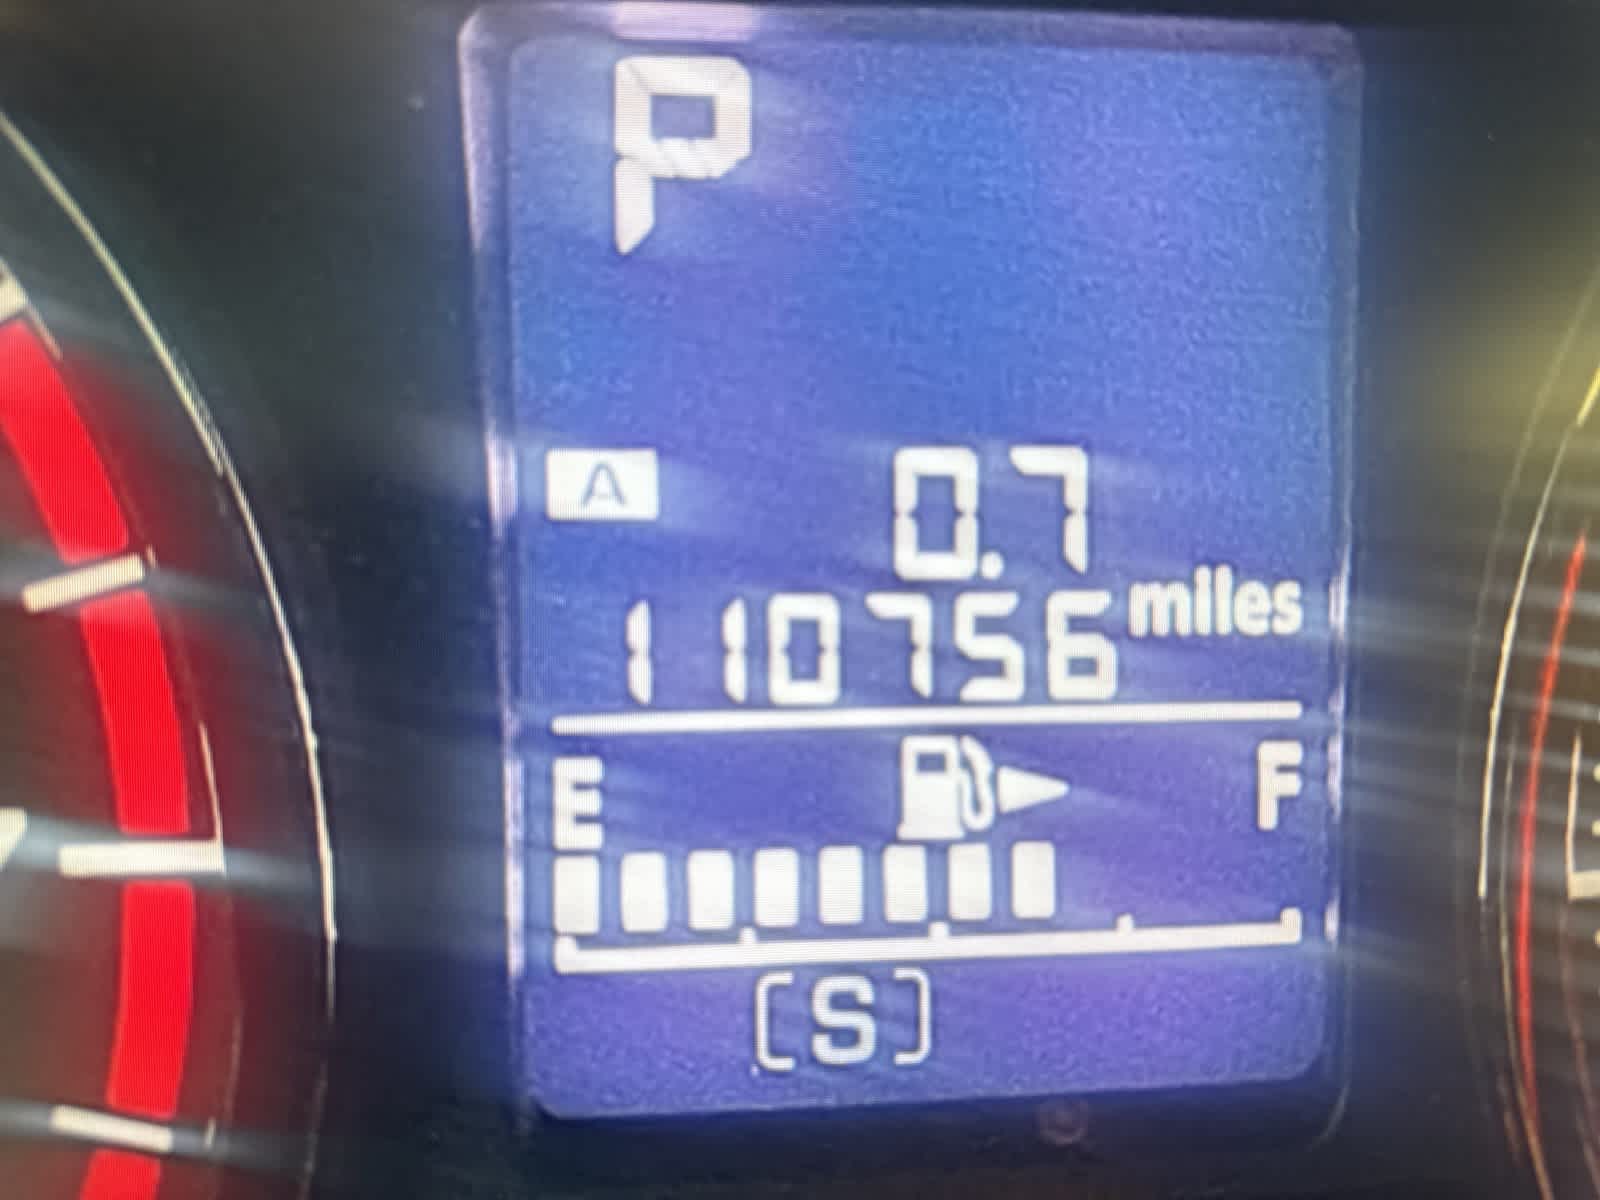 P
A 0.7
110756 miles
E F
[S]